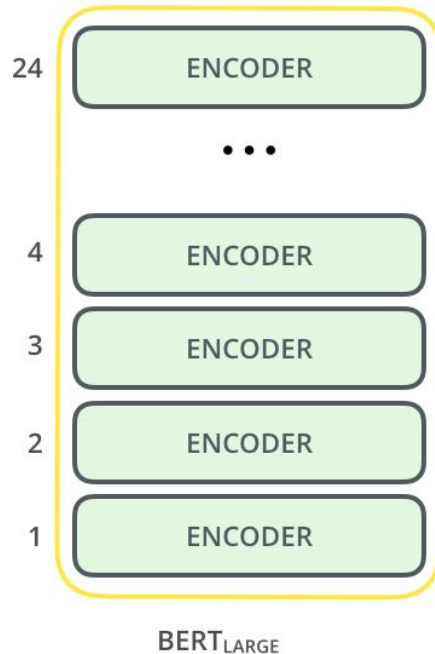 24 ENCODER
...
4 ENCODER
3 ENCODER
2 ENCODER
1 ENCODER
BERTLARGE